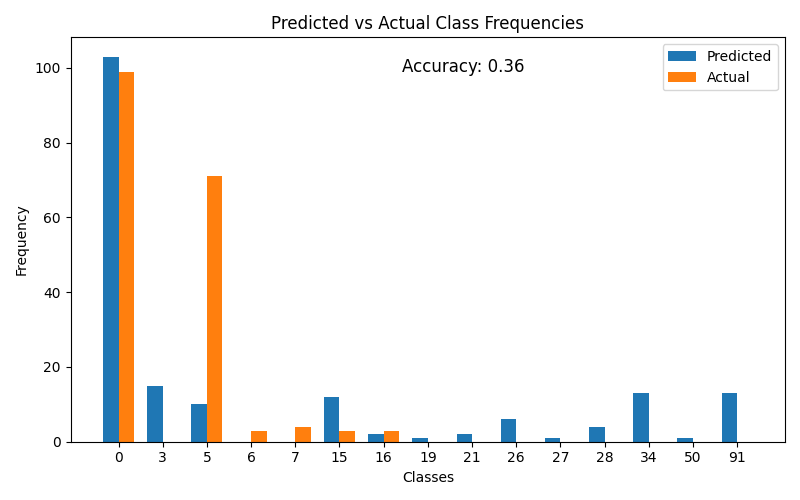 Predicted vs Actual Class Frequencies
Accuracy: 0.36
Predicted
Actual
Frequency
100
80
60
40
20
0
0 3 5 6 7 15 16 19 21 26 27 28 34 50 91
Classes